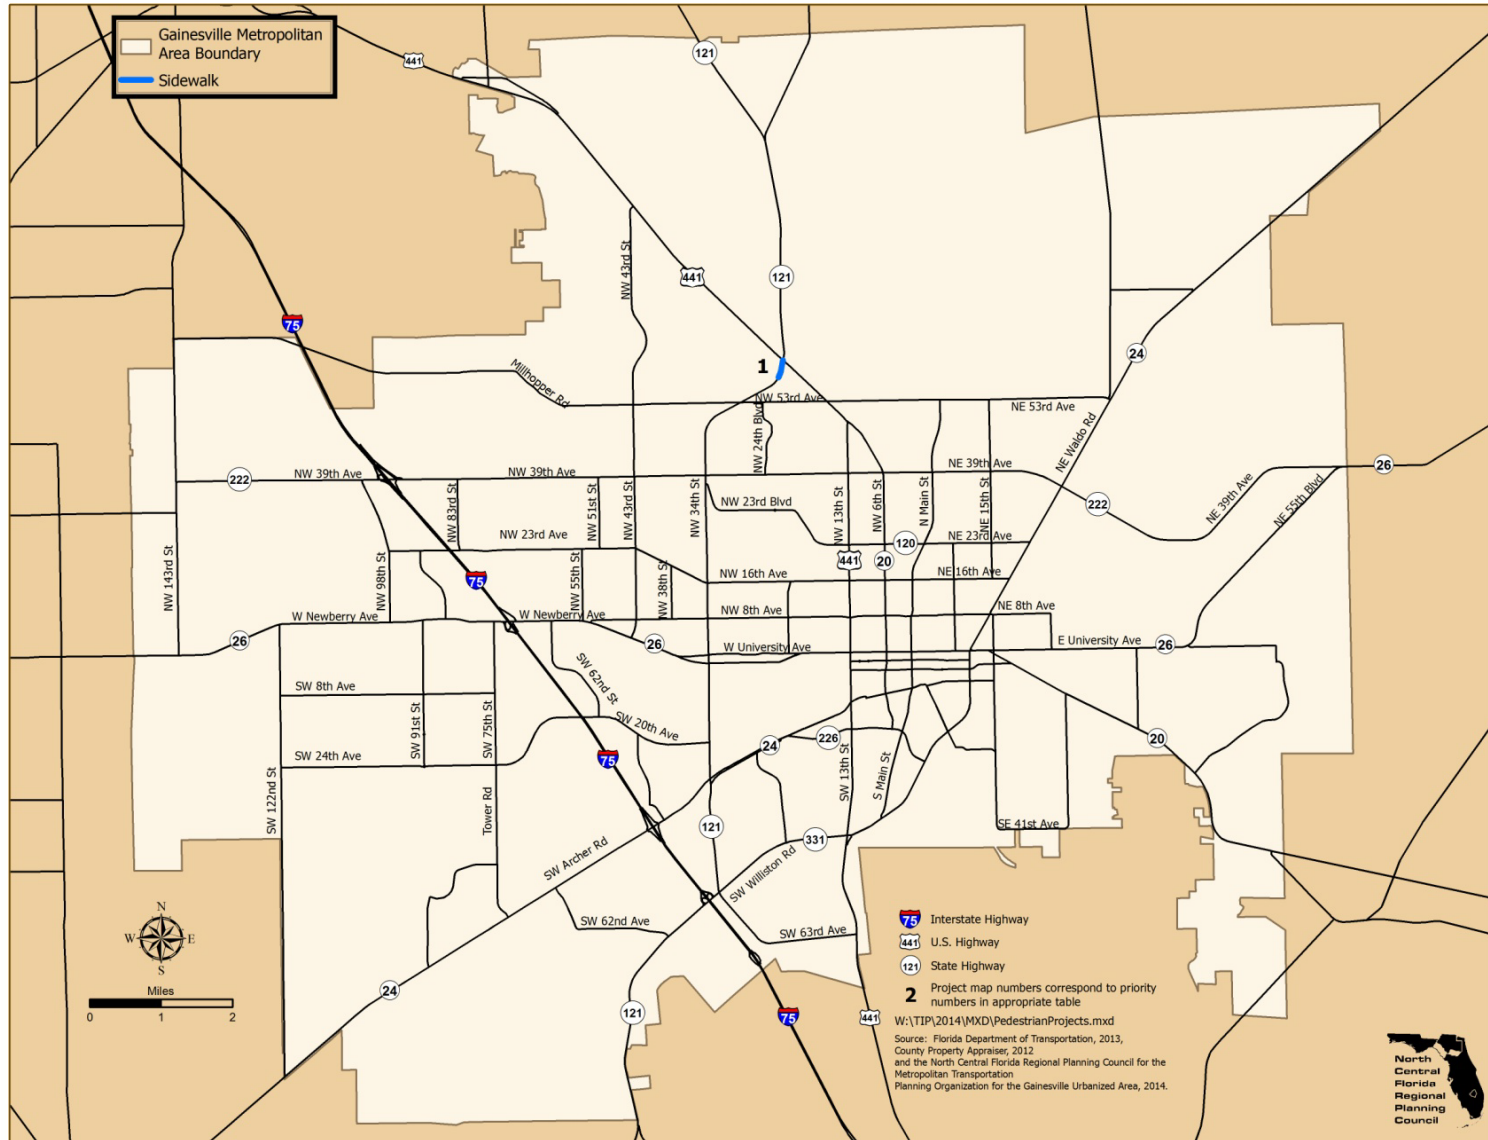 Gainesville Metropolitan
Area Boundary
Sidewalk
441
121
NW 43rd St
441
121
75
24
1
Millhopper Rd
NW 53rd Ave
NE 53rd Ave
NW 24th Blvd
NE Waldo Rd
222
NW 39th Ave
NW 39th Ave
NE 39th Ave
26
NW 83rd St
NW 51st St
NW 43rd St
NW 34th St
NW 23rd Blvd
NW 13th St
NW 6th St
N Main St
NE 15th St
222
NE 39th Ave
NE 55th Blvd
NW 23rd Ave
120
NE 23rd Ave
NW 143rd St
NW 98th St
75
NW 55th St
NW 38th St
NW 16th Ave
441
20
NE 16th Ave
W Newberry Ave
W Newberry Ave
NW 8th Ave
NE 8th Ave
26
26
W University Ave
E University Ave
26
SW 8th Ave
SW 62nd St
SW 91st St
SW 75th St
SW 20th Ave
SW 24th Ave
75
24
226
20
SW 122nd St
Tower Rd
SW 13th St
S Main St
121
331
SE 41st Ave
SW Archer Rd
SW Williston Rd
SW 62nd Ave
SW 63rd Ave
24
121
75
441
N
W E
S
Miles
0 1 2
75 Interstate Highway
441 U.S. Highway
121 State Highway
2 Project map numbers correspond to priority
numbers in appropriate table
W:\TIP\2014\MXD\PedestrianProjects.mxd
Source: Florida Department of Transportation, 2013,
County Property Appraiser, 2012
and the North Central Florida Regional Planning Council for the
Metropolitan Transportation
Planning Organization for the Gainesville Urbanized Area, 2014.
North
Central
Florida
Regional
Planning
Council